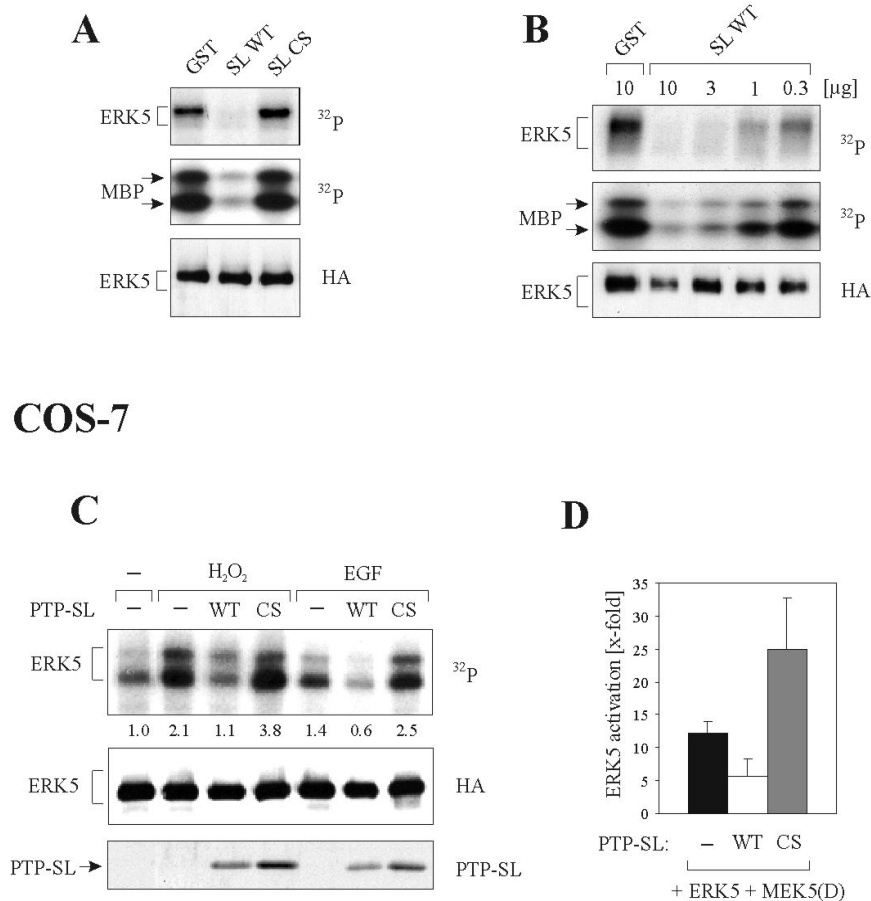 A
GST SL WT SL CS
ERK5 ³²P
MBP ³²P
ERK5 HA
B
GST SL WT
10 10 3 1 0.3 [µg]
ERK5 ³²P
MBP ³²P
ERK5 HA
COS-7
C
– H₂O₂ EGF
PTP-SL – – WT CS – WT CS
ERK5 ³²P
1.0 2.1 1.1 3.8 1.4 0.6 2.5
ERK5 HA
PTP-SL PTP-SL
D
ERK5 activation [x-fold]
35
30
25
20
15
10
5
0
PTP-SL: – WT CS
+ ERK5 + MEK5(D)